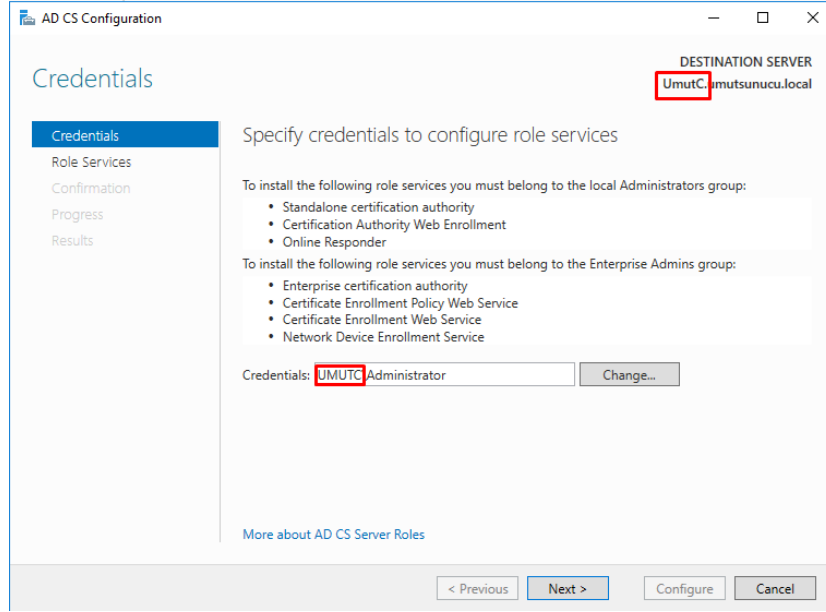 AD CS Configuration
DESTINATION SERVER
UmutC.umutsunucu.local
Credentials
Credentials
Role Services
Confirmation
Progress
Results
Specify credentials to configure role services
To install the following role services you must belong to the local Administrators group:
• Standalone certification authority
• Certification Authority Web Enrollment
• Online Responder
To install the following role services you must belong to the Enterprise Admins group:
• Enterprise certification authority
• Certificate Enrollment Policy Web Service
• Certificate Enrollment Web Service
• Network Device Enrollment Service
Credentials: UMUTC\Administrator Change...
More about AD CS Server Roles
< Previous Next > Configure Cancel